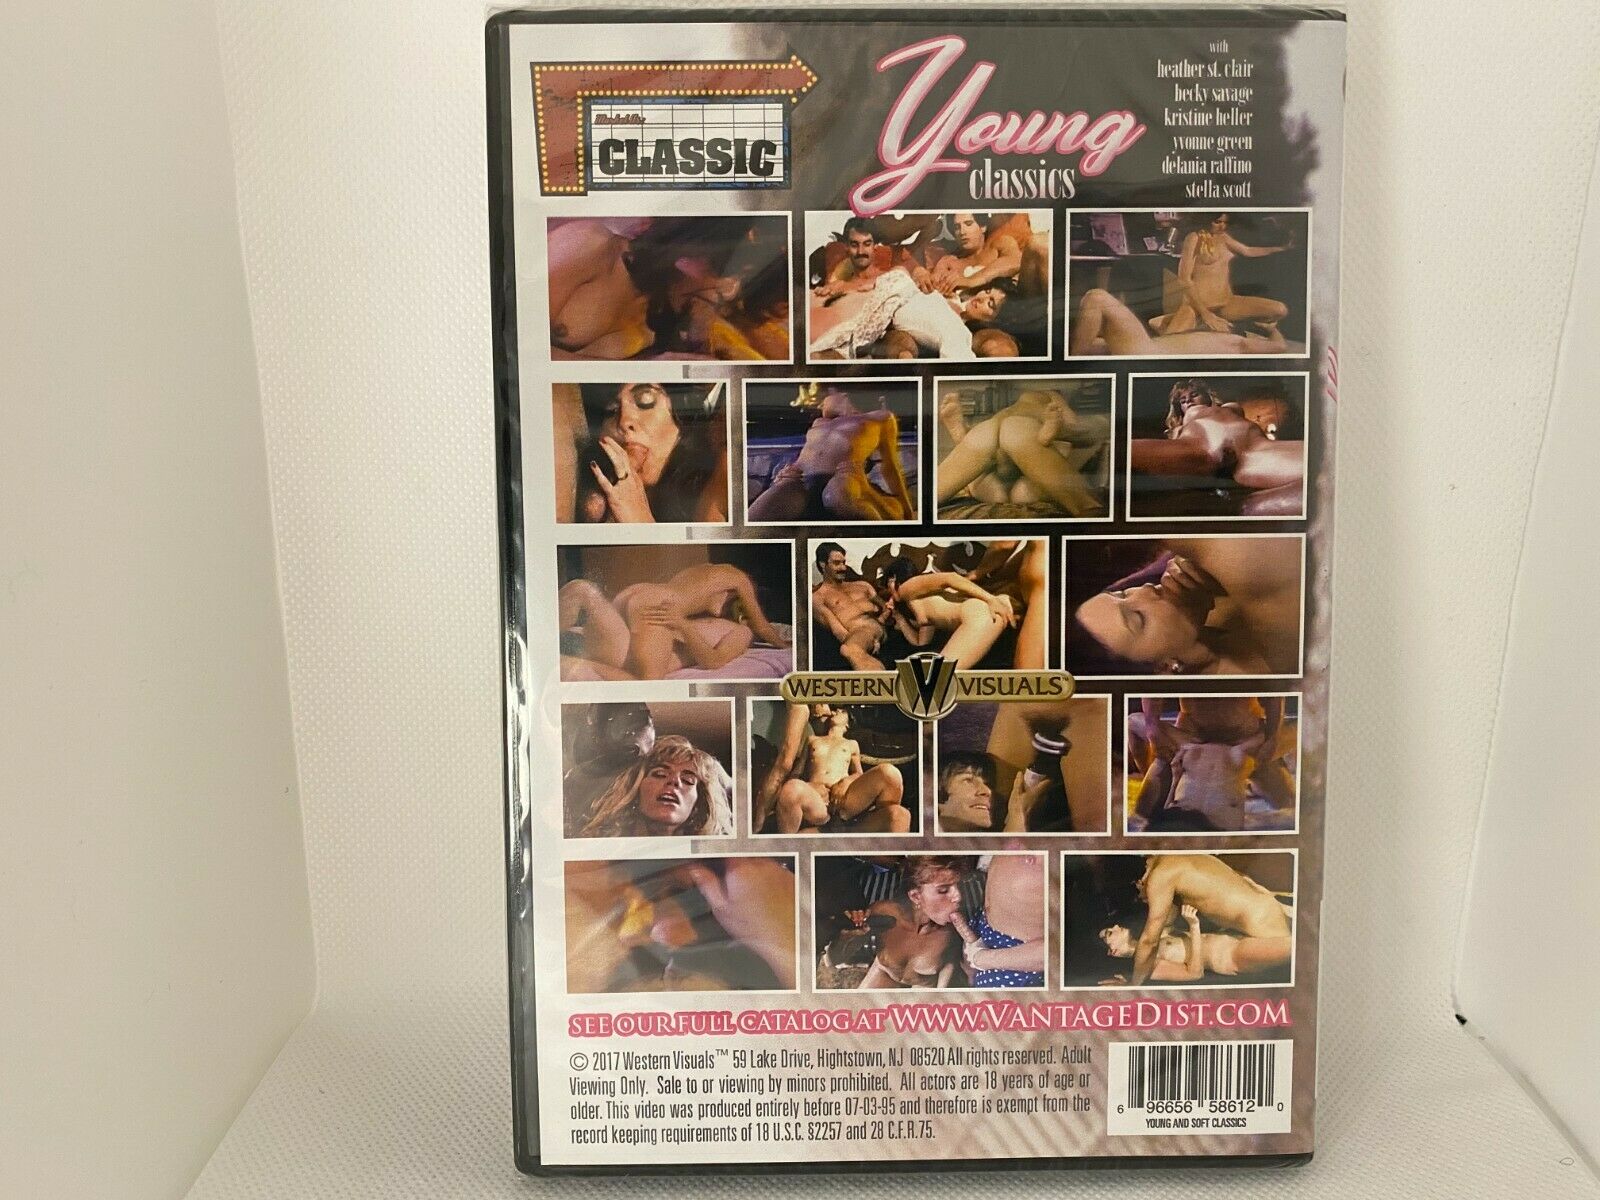 CLASSIC
Young
classics
with
heather st. clair
becky savage
kristine heller
yvonne green
delania raffino
stella scott
WESTERN VISUALS™
SEE OUR FULL CATALOG AT WWW.VANTAGEDIST.COM
© 2017 Western Visuals™ 59 Lake Drive, Hightstown, NJ 08520 All rights reserved. Adult
Viewing Only. Sale to or viewing by minors prohibited. All actors are 18 years of age or
older. This video was produced entirely before 07-03-95 and therefore is exempt from the
record keeping requirements of 18 U.S.C. §2257 and 28 C.F.R.75.
6 96656 58612 0
YOUNG AND SOFT CLASSICS